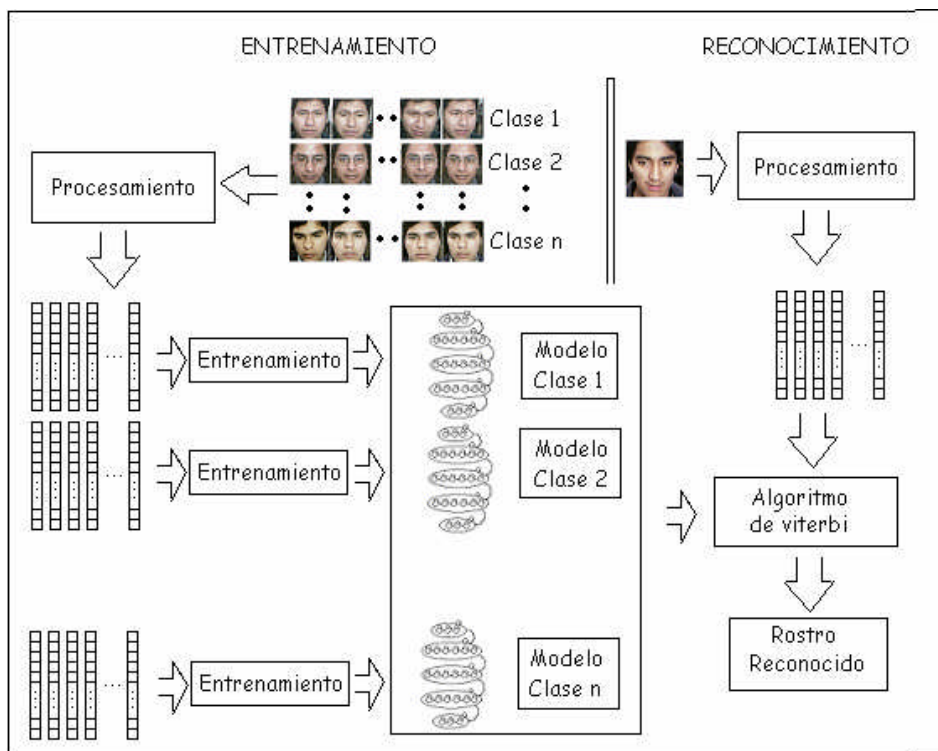 ENTRENAMIENTO
RECONOCIMIENTO
Clase 1
Clase 2
Clase n
Procesamiento
Procesamiento
Entrenamiento
Modelo
Clase 1
Entrenamiento
Modelo
Clase 2
Algoritmo
de viterbi
Entrenamiento
Modelo
Clase n
Rostro
Reconocido